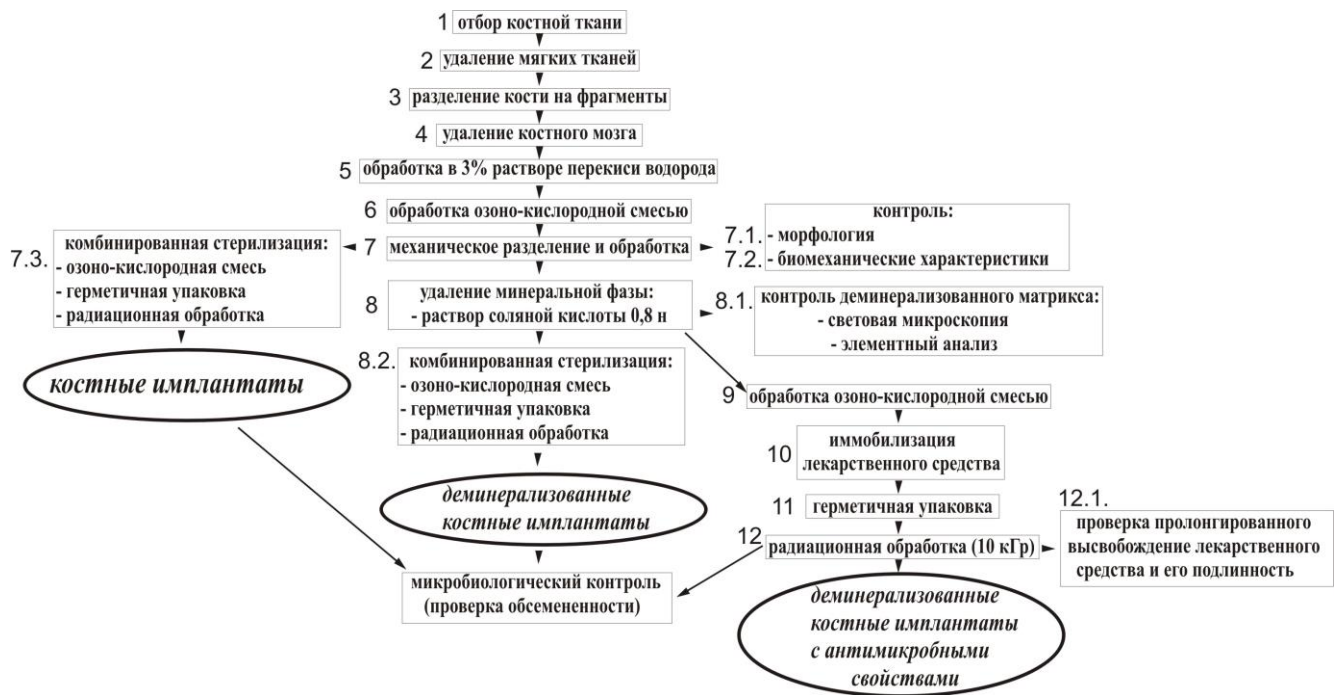 1 отбор костной ткани
2 удаление мягких тканей
3 разделение кости на фрагменты
4 удаление костного мозга
5 обработка в 3% растворе перекиси водорода
6 обработка озоно-кислородной смесью
7 механическое разделение и обработка
контроль:
7.1. - морфология
7.2. - биомеханические характеристики
7.3. комбинированная стерилизация:
- озоно-кислородная смесь
- герметичная упаковка
- радиационная обработка
костные имплантаты
8 удаление минеральной фазы:
- раствор соляной кислоты 0,8 н
8.1. контроль деминерализованного матрикса:
- световая микроскопия
- элементный анализ
8.2. комбинированная стерилизация:
- озоно-кислородная смесь
- герметичная упаковка
- радиационная обработка
деминерализованные
костные имплантаты
микробиологический контроль
(проверка обсемененности)
9 обработка озоно-кислородной смесью
10 иммобилизация
лекарственного средства
11 герметичная упаковка
12 радиационная обработка (10 кГр)
12.1.
проверка пролонгированного
высвобождение лекарственного
средства и его подлинность
деминерализованные
костные имплантаты
с антимикробными
свойствами